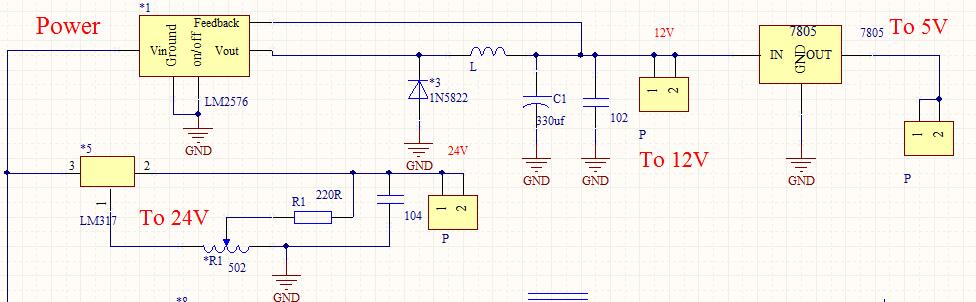 Power
*1
Feedback
Vin
Ground
on/off
Vout
LM2576
GND
*3
1N5822
GND
L
C1
330uf
GND
102
GND
12V
1 2
P
To 12V
7805
IN
GND
OUT
GND
7805
To 5V
1 2
P
*5
3
2
1
LM317
To 24V
R1
220R
*R1
502
GND
104
24V
1 2
P
*8